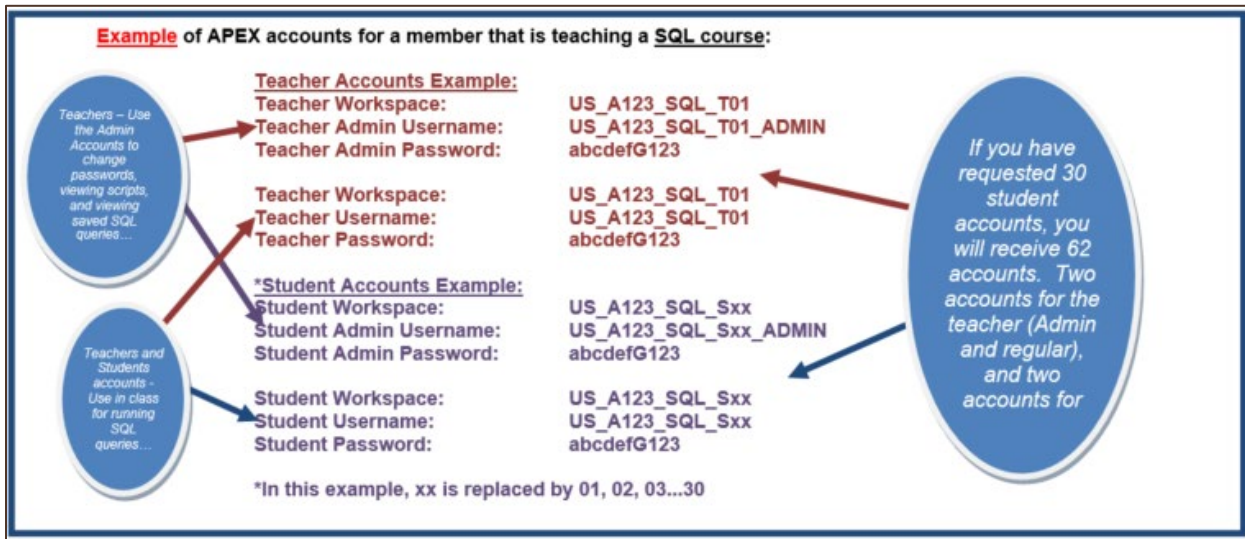 Example of APEX accounts for a member that is teaching a SQL course:
Teachers – Use
the Admin
Accounts to
change
passwords,
viewing scripts,
and viewing
saved SQL
queries…
Teachers and
Students
accounts -
Use in class
for running
SQL
queries…
Teacher Accounts Example:
Teacher Workspace: US_A123_SQL_T01
Teacher Admin Username: US_A123_SQL_T01_ADMIN
Teacher Admin Password: abcdefG123
Teacher Workspace: US_A123_SQL_T01
Teacher Username: US_A123_SQL_T01
Teacher Password: abcdefG123
*Student Accounts Example:
Student Workspace: US_A123_SQL_Sxx
Student Admin Username: US_A123_SQL_Sxx_ADMIN
Student Admin Password: abcdefG123
Student Workspace: US_A123_SQL_Sxx
Student Username: US_A123_SQL_Sxx
Student Password: abcdefG123
*In this example, xx is replaced by 01, 02, 03...30
If you have
requested 30
student
accounts, you
will receive 62
accounts. Two
accounts for the
teacher (Admin
and regular),
and two
accounts for